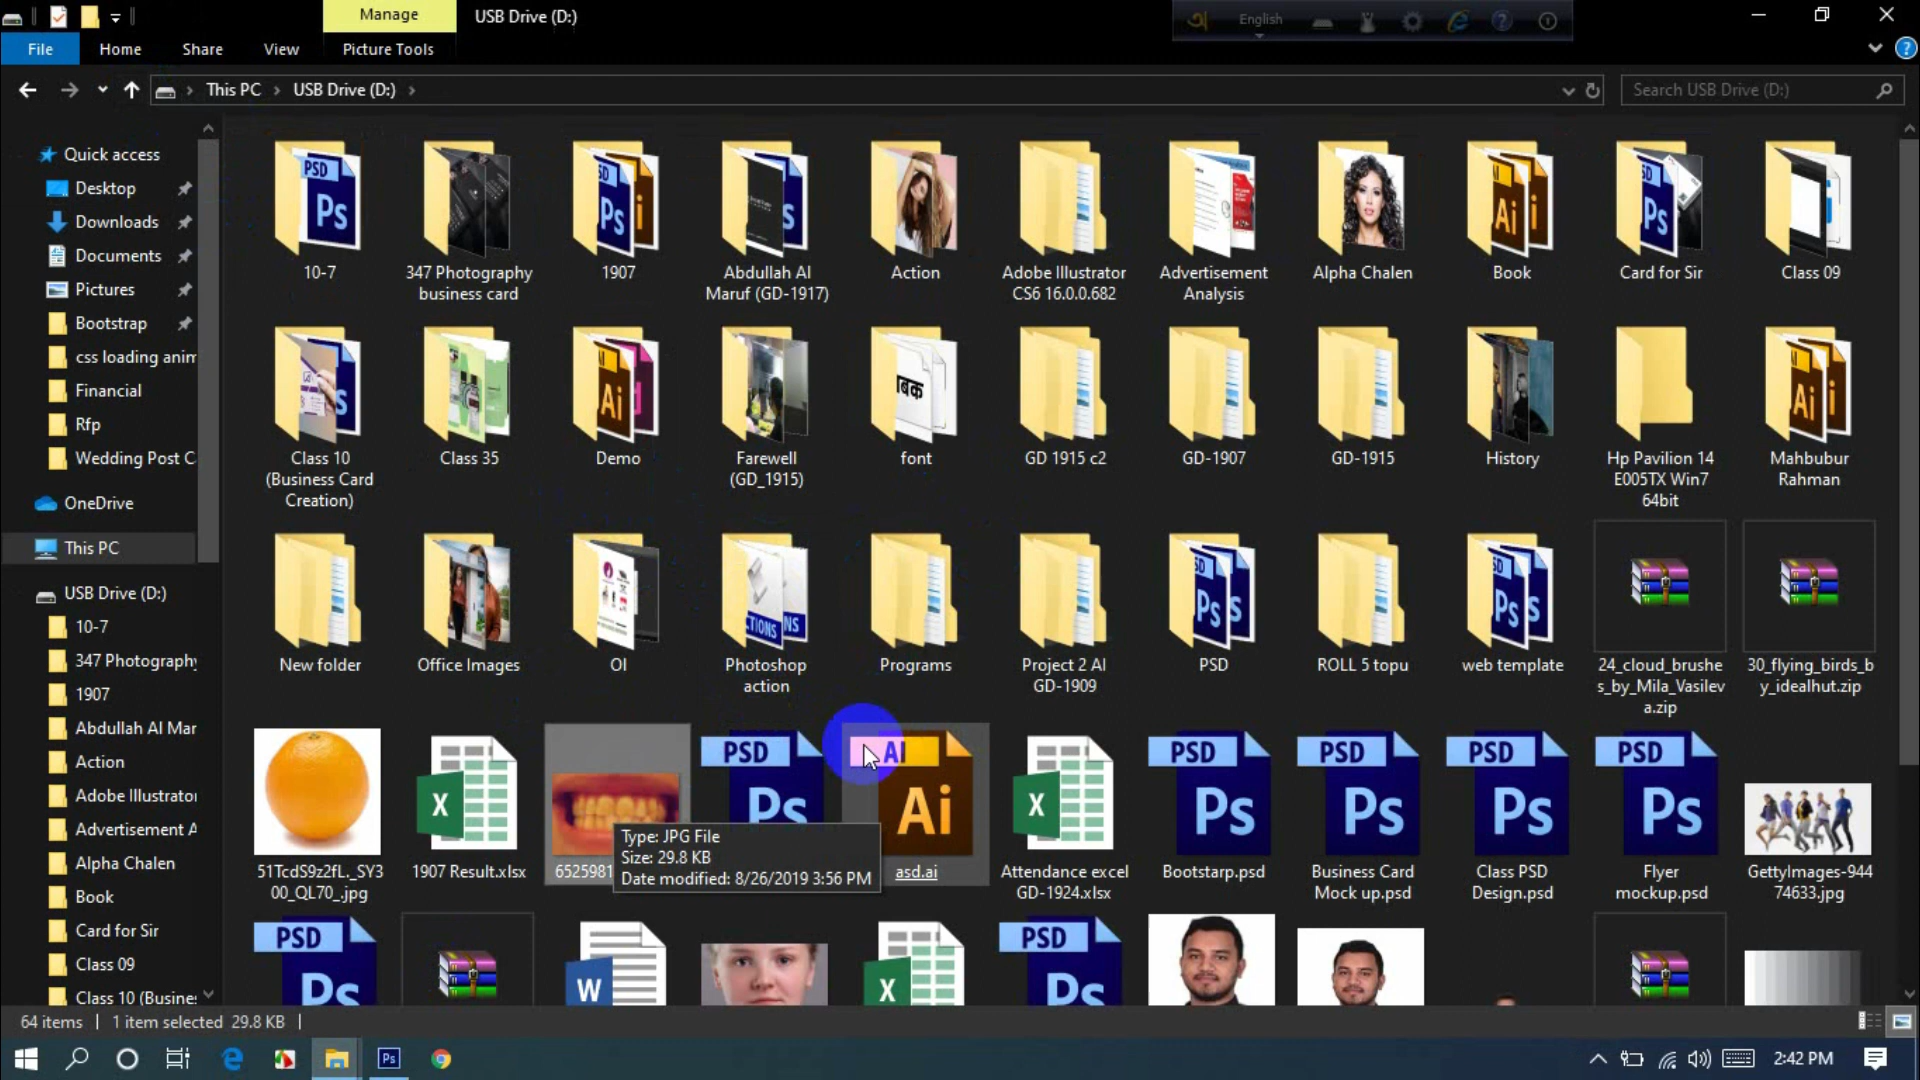 Manage
USB Drive (D:)
English
File
Home
Share
View
Picture Tools
This PC
USB Drive (D:)
Search USB Drive (D:)
Quick access
Desktop
Downloads
Documents
Pictures
Bootstrap
css loading anim
Financial
Rfp
Wedding Post C
OneDrive
This PC
USB Drive (D:)
10-7
347 Photography
1907
Abdullah Al Mar
Action
Adobe Illustrator
Advertisement A
Alpha Chalen
Book
Card for Sir
Class 09
Class 10 (Busine
10-7
347 Photography
business card
1907
Abdullah Al
Maruf (GD-1917)
Action
Adobe Illustrator
CS6 16.0.0.682
Advertisement
Analysis
Alpha Chalen
Book
Card for Sir
Class 09
Class 10
(Business Card
Creation)
Class 35
Demo
Farewell
(GD_1915)
font
GD 1915 c2
GD-1907
GD-1915
History
Hp Pavilion 14
E005TX Win7
64bit
Mahbubur
Rahman
New folder
Office Images
OI
Photoshop
action
Programs
Project 2 AI
GD-1909
PSD
ROLL 5 topu
web template
24_cloud_brushe
s_by_Mila_Vasilev
a.zip
30_flying_birds_b
y_idealhut.zip
51TcdS9z2fL._SY3
00_QL70_.jpg
1907 Result.xlsx
6525981
Type: JPG File
Size: 29.8 KB
Date modified: 8/26/2019 3:56 PM
asd.ai
Attendance excel
GD-1924.xlsx
Bootstarp.psd
Business Card
Mock up.psd
Class PSD
Design.psd
Flyer
mockup.psd
GettyImages-944
74633.jpg
64 items
1 item selected 29.8 KB
2:42 PM